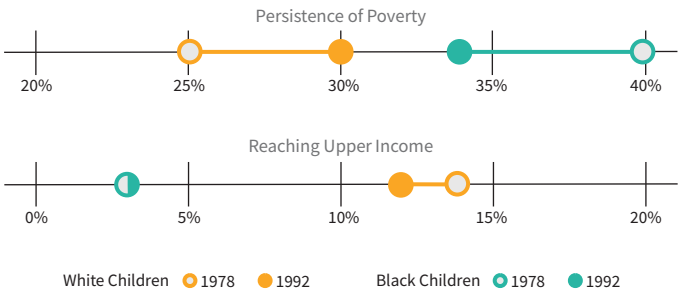 Persistence of Poverty
20% 25% 30% 35% 40%
Reaching Upper Income
0% 5% 10% 15% 20%
White Children 1978 1992 Black Children 1978 1992